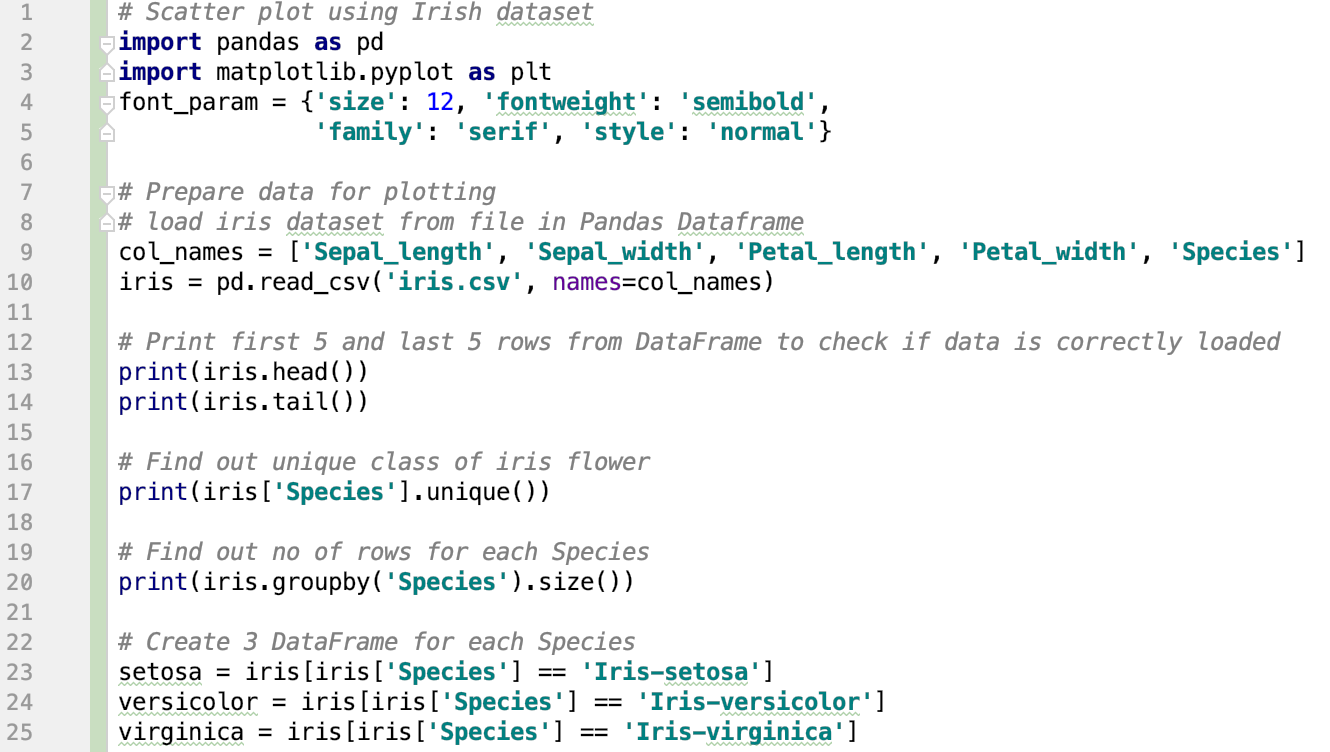 1 # Scatter plot using Irish dataset
2 import pandas as pd
3 import matplotlib.pyplot as plt
4 font_param = {'size': 12, 'fontweight': 'semibold',
5               'family': 'serif', 'style': 'normal'}
6
7 # Prepare data for plotting
8 # load iris dataset from file in Pandas Dataframe
9 col_names = ['Sepal_length', 'Sepal_width', 'Petal_length', 'Petal_width', 'Species']
10 iris = pd.read_csv('iris.csv', names=col_names)
11
12 # Print first 5 and last 5 rows from DataFrame to check if data is correctly loaded
13 print(iris.head())
14 print(iris.tail())
15
16 # Find out unique class of iris flower
17 print(iris['Species'].unique())
18
19 # Find out no of rows for each Species
20 print(iris.groupby('Species').size())
21
22 # Create 3 DataFrame for each Species
23 setosa = iris[iris['Species'] == 'Iris-setosa']
24 versicolor = iris[iris['Species'] == 'Iris-versicolor']
25 virginica = iris[iris['Species'] == 'Iris-virginica']